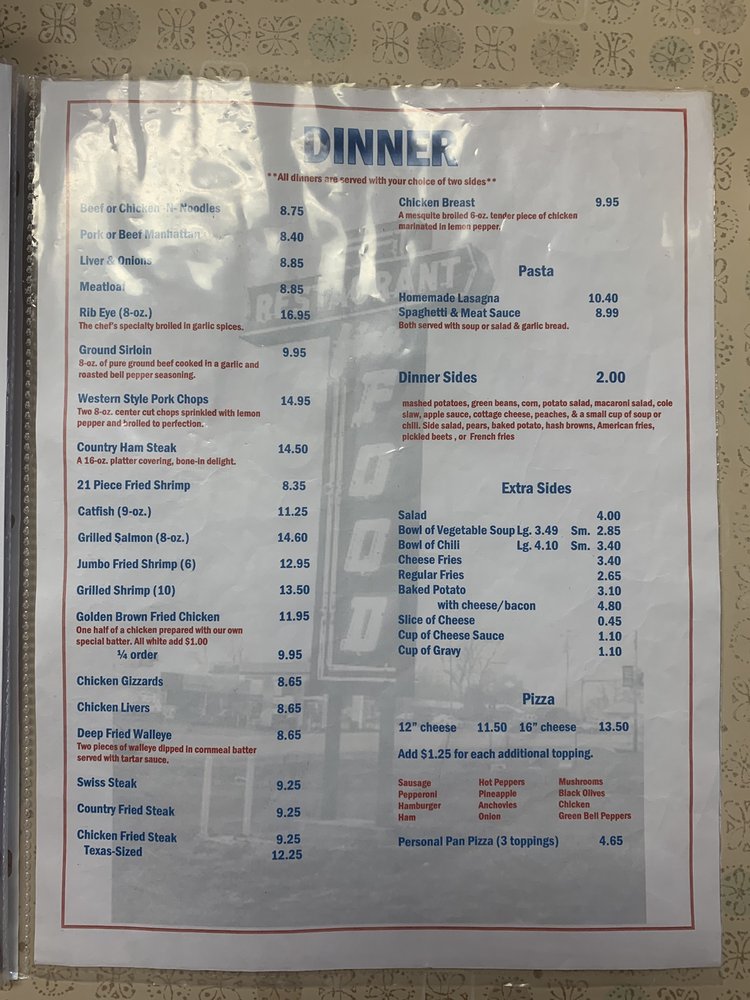 DINNER
**All dinners are served with your choice of two sides**
Beef or Chicken -N- Noodles 8.75
Pork or Beef Manhattan 8.40
Liver & Onions 8.85
Meatloaf 8.85
Rib Eye (8-oz.) 16.95
The chef's specialty broiled in garlic spices.
Ground Sirloin 9.95
8-oz. of pure ground beef cooked in a garlic and
roasted bell pepper seasoning.
Western Style Pork Chops 14.95
Two 8-oz. center cut chops sprinkled with lemon
pepper and broiled to perfection.
Country Ham Steak 14.50
A 16-oz. platter covering, bone-in delight.
21 Piece Fried Shrimp 8.35
Catfish (9-oz.) 11.25
Grilled Salmon (8-oz.) 14.60
Jumbo Fried Shrimp (6) 12.95
Grilled Shrimp (10) 13.50
Golden Brown Fried Chicken 11.95
One half of a chicken prepared with our own
special batter. All white add $1.00
¼ order 9.95
Chicken Gizzards 8.65
Chicken Livers 8.65
Deep Fried Walleye 8.65
Two pieces of walleye dipped in cornmeal batter
served with tartar sauce.
Swiss Steak 9.25
Country Fried Steak 9.25
Chicken Fried Steak 9.25
Texas-Sized 12.25
Chicken Breast 9.95
A mesquite broiled 6-oz. tender piece of chicken
marinated in lemon pepper.
Pasta
Homemade Lasagna 10.40
Spaghetti & Meat Sauce 8.99
Both served with soup or salad & garlic bread.
Dinner Sides 2.00
mashed potatoes, green beans, corn, potato salad, macaroni salad, cole
slaw, apple sauce, cottage cheese, peaches, & a small cup of soup or
chili. Side salad, pears, baked potato, hash browns, American fries,
pickled beets , or French fries
Extra Sides
Salad 4.00
Bowl of Vegetable Soup Lg. 3.49 Sm. 2.85
Bowl of Chili Lg. 4.10 Sm. 3.40
Cheese Fries 3.40
Regular Fries 2.65
Baked Potato 3.10
with cheese/bacon 4.80
Slice of Cheese 0.45
Cup of Cheese Sauce 1.10
Cup of Gravy 1.10
Pizza
12" cheese 11.50 16" cheese 13.50
Add $1.25 for each additional topping.
Sausage Hot Peppers Mushrooms
Pepperoni Pineapple Black Olives
Hamburger Anchovies Chicken
Ham Onion Green Bell Peppers
Personal Pan Pizza (3 toppings) 4.65
RESTAURANT
FOOD